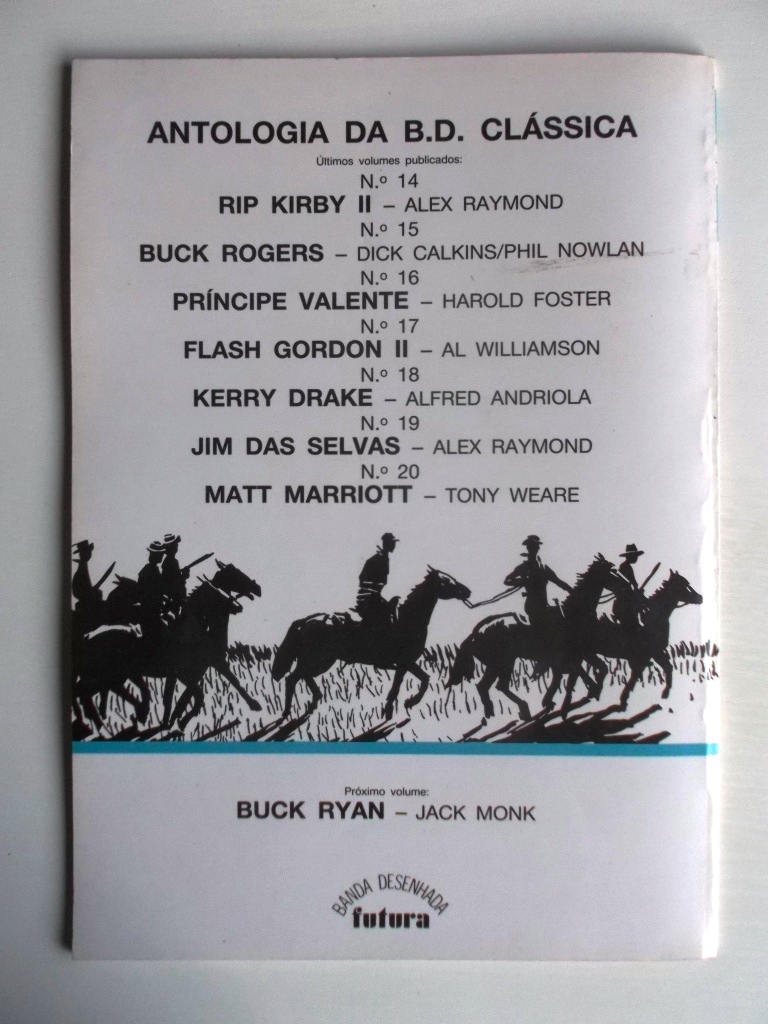 ANTOLOGIA DA B.D. CLÁSSICA
Últimos volumes publicados:
N.º 14
RIP KIRBY II – ALEX RAYMOND
N.º 15
BUCK ROGERS – DICK CALKINS/PHIL NOWLAN
N.º 16
PRÍNCIPE VALENTE – HAROLD FOSTER
N.º 17
FLASH GORDON II – AL WILLIAMSON
N.º 18
KERRY DRAKE – ALFRED ANDRIOLA
N.º 19
JIM DAS SELVAS – ALEX RAYMOND
N.º 20
MATT MARRIOTT – TONY WEARE
Próximo volume:
BUCK RYAN – JACK MONK
BANDA DESENHADA
futura